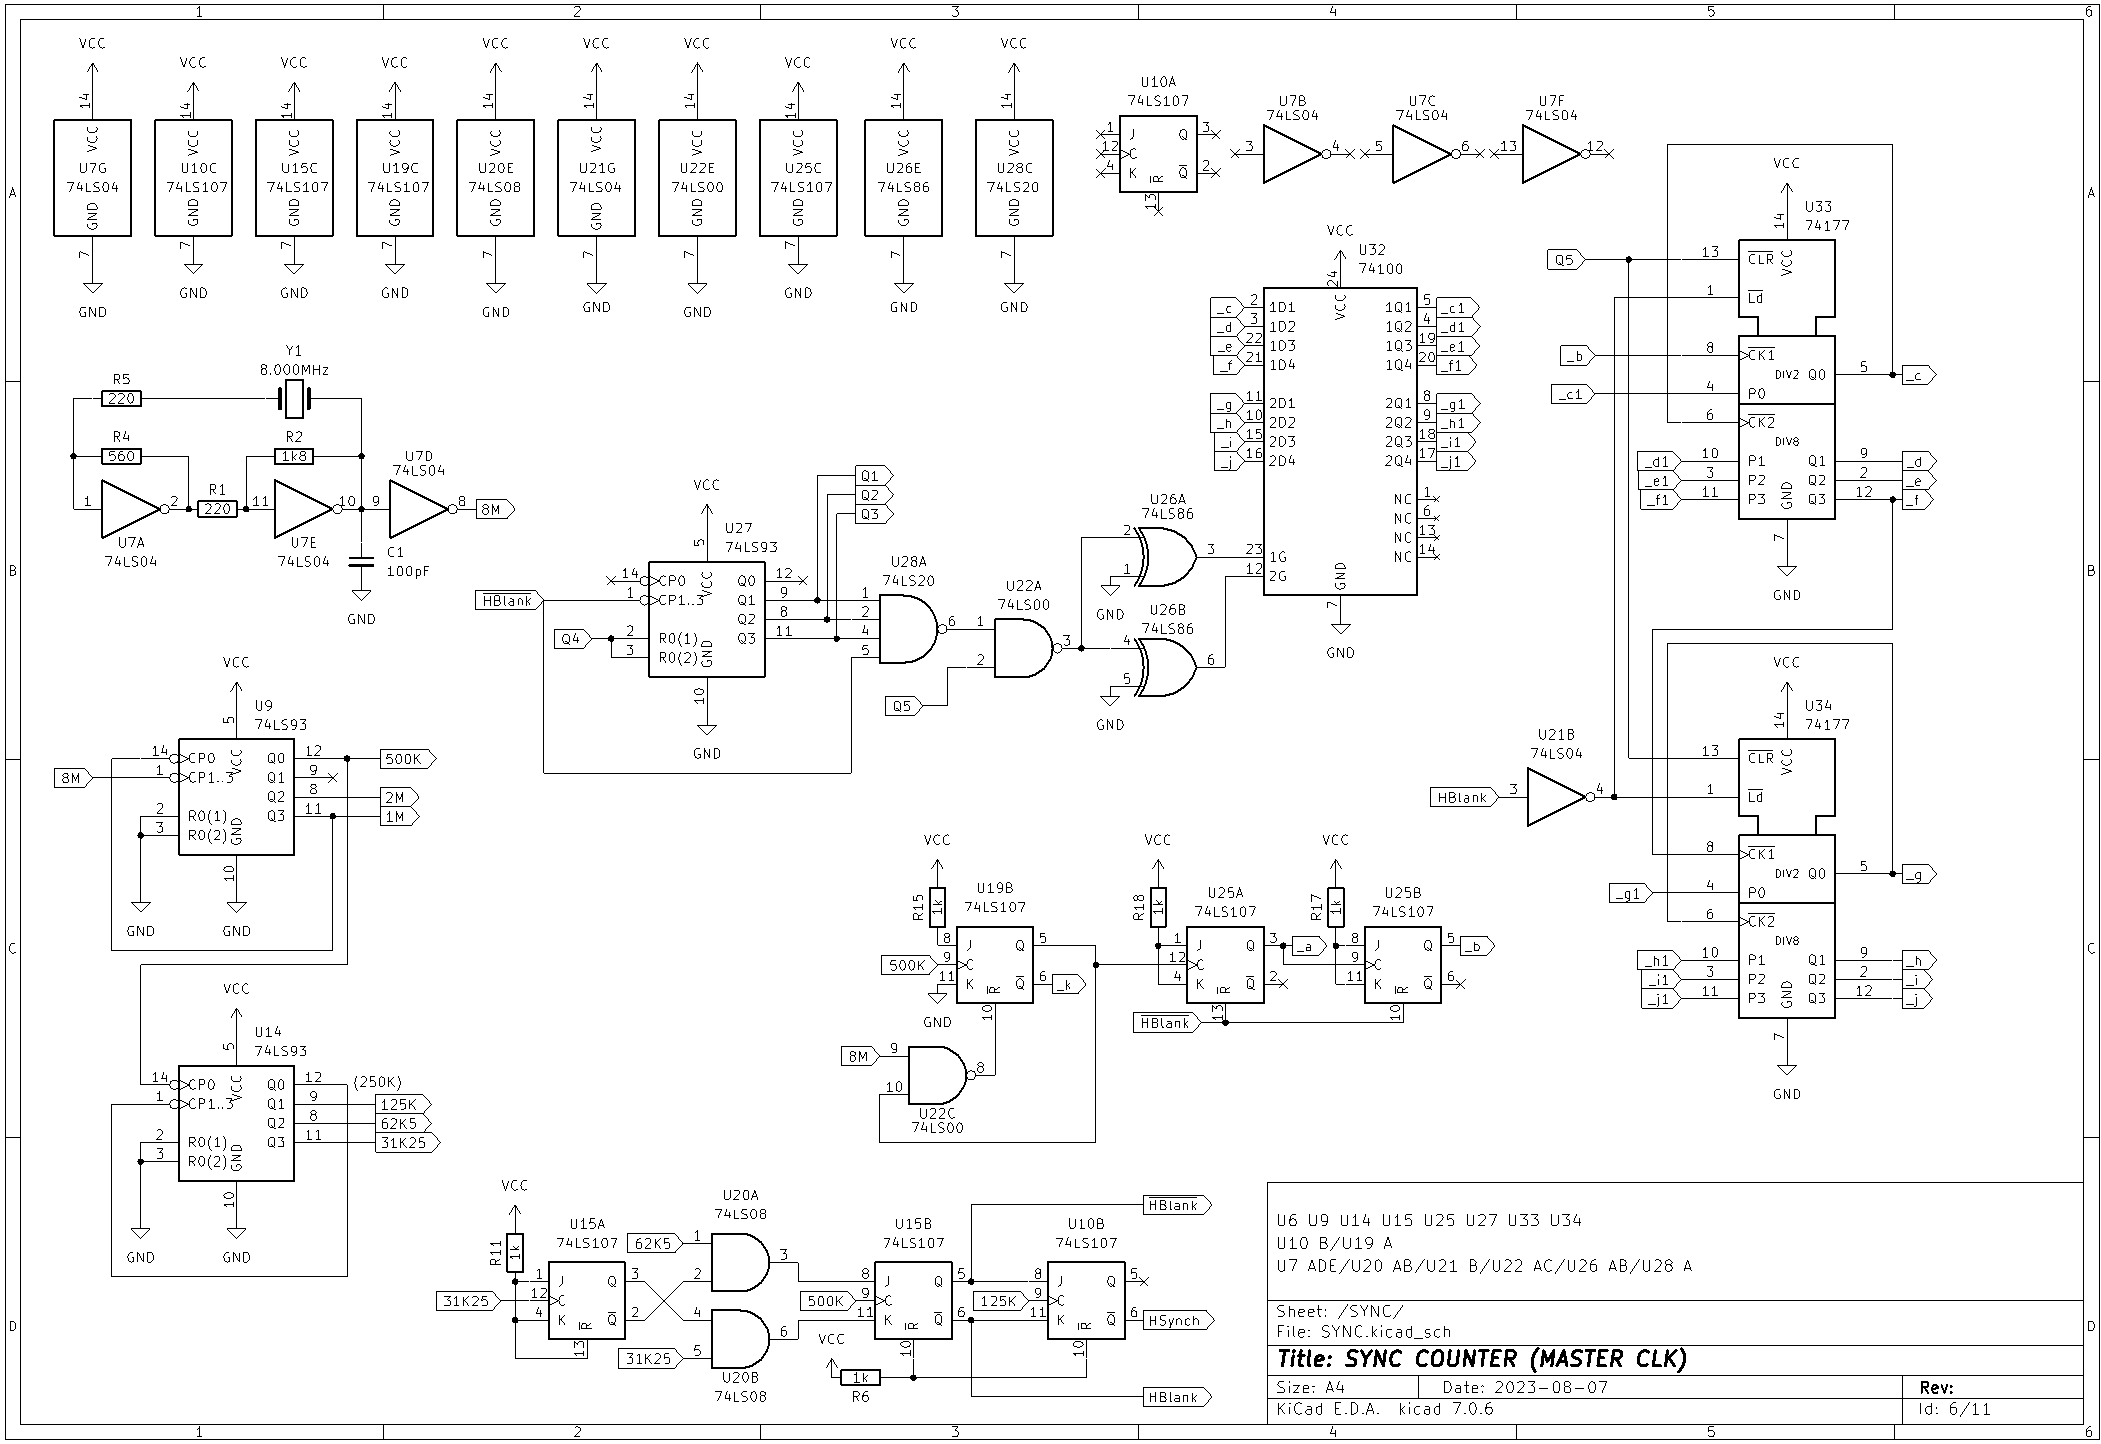 1 2 3 4 5 6
VCC VCC VCC VCC VCC VCC VCC VCC VCC VCC
14 14 14 14 14 14 14 14 14 14
VCC VCC VCC VCC VCC VCC VCC VCC VCC VCC
U7G U10C U15C U19C U20E U21G U22E U25C U26E U28C
74LS04 74LS107 74LS107 74LS107 74LS08 74LS04 74LS00 74LS107 74LS86 74LS20
GND GND GND GND GND GND GND GND GND GND
7 7 7 7 7 7 7 7 7 7
GND GND GND GND GND GND GND GND GND GND
U10A
74LS107
1 J Q 3
12 C
4 K Q 2
R
13
U7B
74LS04
3 4
U7C
74LS04
5 6
U7F
74LS04
13 12
A A
VCC
U33
74177
14
Q5 13 CLR VCC
1 Ld
_b 8 CK1
DIV2 Q0 5 _c
_c1 4 P0
6 CK2
DIV8
_d1 10 P1 Q1 9 _d
_e1 3 P2 Q2 2 _e
_f1 11 P3 Q3 12 _f
GND
7
GND
VCC
U32
74100
24
VCC
_c 2 1D1 1Q1 5 _c1
_d 3 1D2 1Q2 4 _d1
_e 22 1D3 1Q3 19 _e1
_f 21 1D4 1Q4 20 _f1
_g 11 2D1 2Q1 8 _g1
_h 10 2D2 2Q2 9 _h1
_i 15 2D3 2Q3 18 _i1
_j 16 2D4 2Q4 17 _j1
NC 1
NC 6
NC 13
NC 14
23 1G
12 2G
GND
7
GND
Y1
8.000MHz
R5
220
R4
560
R2
1k8
U7D
74LS04
1 2 R1 11 10 9 8 8M
220
U7A
74LS04
U7E
74LS04
C1
100pF
GND
B B
Q1
Q2
Q3
VCC
U27
74LS93
5
14 CP0 VCC Q0 12
HBlank 1 CP1..3 Q1 9
Q2 8
Q4 2 R0(1) Q3 11
3 R0(2) GND
10
GND
U28A
74LS20
1
2
4
5
6
U22A
74LS00
1
2
3
Q5
U26A
74LS86
2
1
3
GND
U26B
74LS86
4
5
6
GND
VCC
U9
74LS93
5
14 CP0 VCC Q0 12 500K
8M 1 CP1..3 Q1 9
Q2 8 2M
2 R0(1) Q3 11 1M
3 R0(2) GND
10
GND GND
VCC
U14
74LS93
5
14 CP0 VCC Q0 12 (250K)
1 CP1..3 Q1 9 125K
Q2 8 62K5
2 R0(1) Q3 11 31K25
3 R0(2) GND
10
GND GND
VCC
U34
74177
14
13 CLR VCC
U21B
74LS04
HBlank 3 4
1 Ld
8 CK1
DIV2 Q0 5 _g
_g1 4 P0
6 CK2
DIV8
_h1 10 P1 Q1 9 _h
_i1 3 P2 Q2 2 _i
_j1 11 P3 Q3 12 _j
GND
7
GND
C C
VCC
R15
1k
U19B
74LS107
8 J Q 5
500K 9 C
11 K Q 6 _k
R
GND
10
8M 9
10
8
U22C
74LS00
VCC
R18
1k
U25A
74LS107
1 J Q 3 _a
12 C
4 K Q 2
R
HBlank 13
VCC
R17
1k
U25B
74LS107
8 J Q 5 _b
9 C
11 K Q 6
R
10
D D
VCC
R11
1k
U15A
74LS107
1 J Q 3
31K25 12 C
4 K Q 2
R
13
U20A
74LS08
62K5 1
2
3
4
31K25 5
6
U20B
74LS08
U15B
74LS107
8 J Q 5
500K 9 C
11 K Q 6
R
10
VCC
1k
R6
HBlank
U10B
74LS107
8 J Q 5
125K 9 C
11 K Q 6 HSynch
R
10
HBlank
U6 U9 U14 U15 U25 U27 U33 U34
U10 B/U19 A
U7 ADE/U20 AB/U21 B/U22 AC/U26 AB/U28 A
Sheet: /SYNC/
File: SYNC.kicad_sch
Title: SYNC COUNTER (MASTER CLK)
Size: A4 Date: 2023-08-07 Rev:
KiCad E.D.A. kicad 7.0.6 Id: 6/11
1 2 3 4 5 6